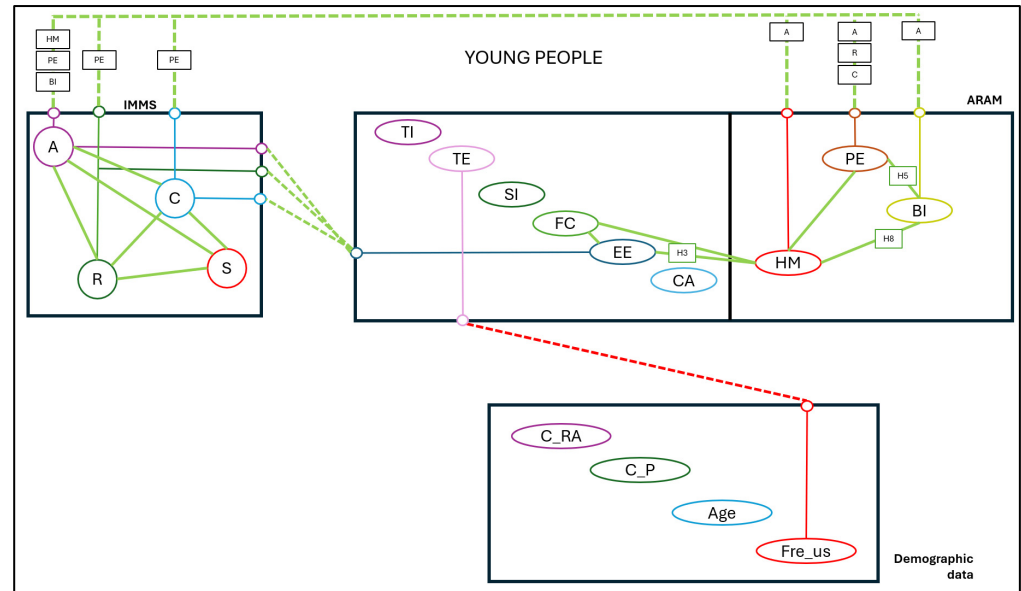 HM
PE
BI
PE
PE
YOUNG PEOPLE
A
A
R
C
A
IMMS
ARAM
A
C
R
S
TI
TE
SI
FC
EE
CA
H3
PE
H5
BI
H8
HM
C_RA
C_P
Age
Fre_us
Demographic
data